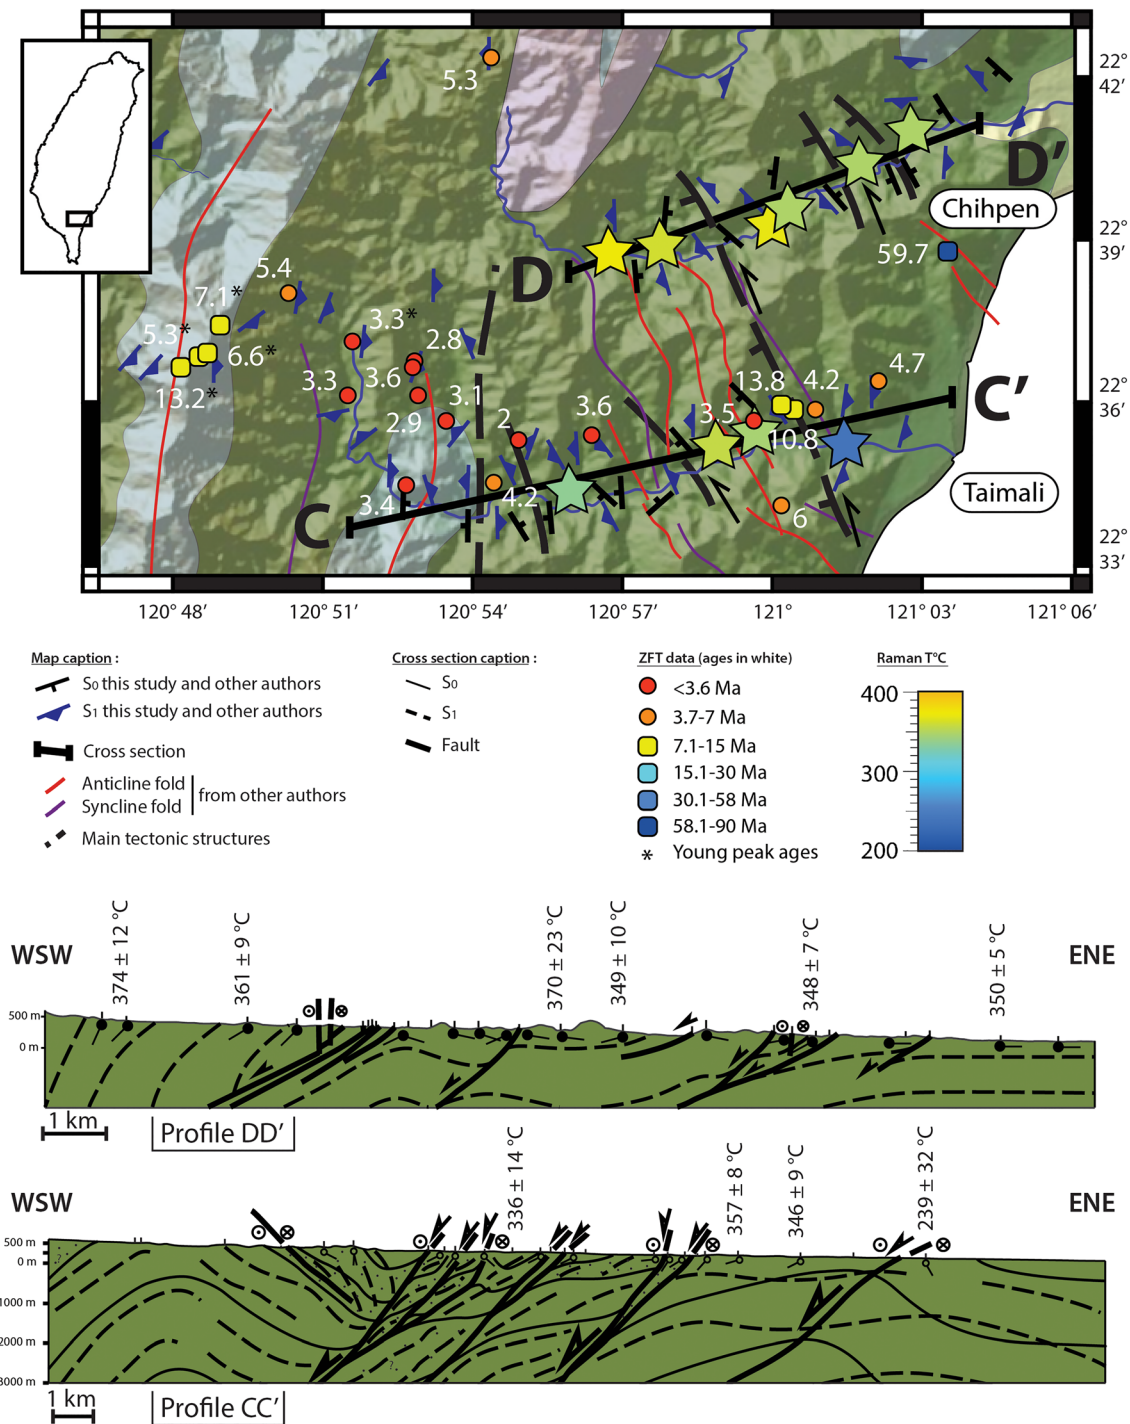 5.3
D'
Chihpen
59.7
22° 42'
22° 39'
22° 36'
22° 33'
D
5.4
7.1*
5.3*
6.6*
13.2*
3.3*
2.8
3.3
3.6
2.9
3.1
2
3.6
3.5
13.8
4.2
4.7
10.8
C'
Taimali
3.4
4.2
6
C
120° 48'
120° 51'
120° 54'
120° 57'
121°
121° 03'
121° 06'
Map caption :
S0 this study and other authors
S1 this study and other authors
Cross section
Anticline fold
Syncline fold
from other authors
Main tectonic structures
Cross section caption :
S0
S1
Fault
ZFT data (ages in white)
<3.6 Ma
3.7-7 Ma
7.1-15 Ma
15.1-30 Ma
30.1-58 Ma
58.1-90 Ma
* Young peak ages
Raman T°C
400
300
200
WSW
374 ± 12 °C
361 ± 9 °C
370 ± 23 °C
349 ± 10 °C
348 ± 7 °C
350 ± 5 °C
ENE
500 m
0 m
1 km
Profile DD'
WSW
336 ± 14 °C
357 ± 8 °C
346 ± 9 °C
239 ± 32 °C
ENE
500 m
0 m
1000 m
2000 m
3000 m
?
1 km
Profile CC'